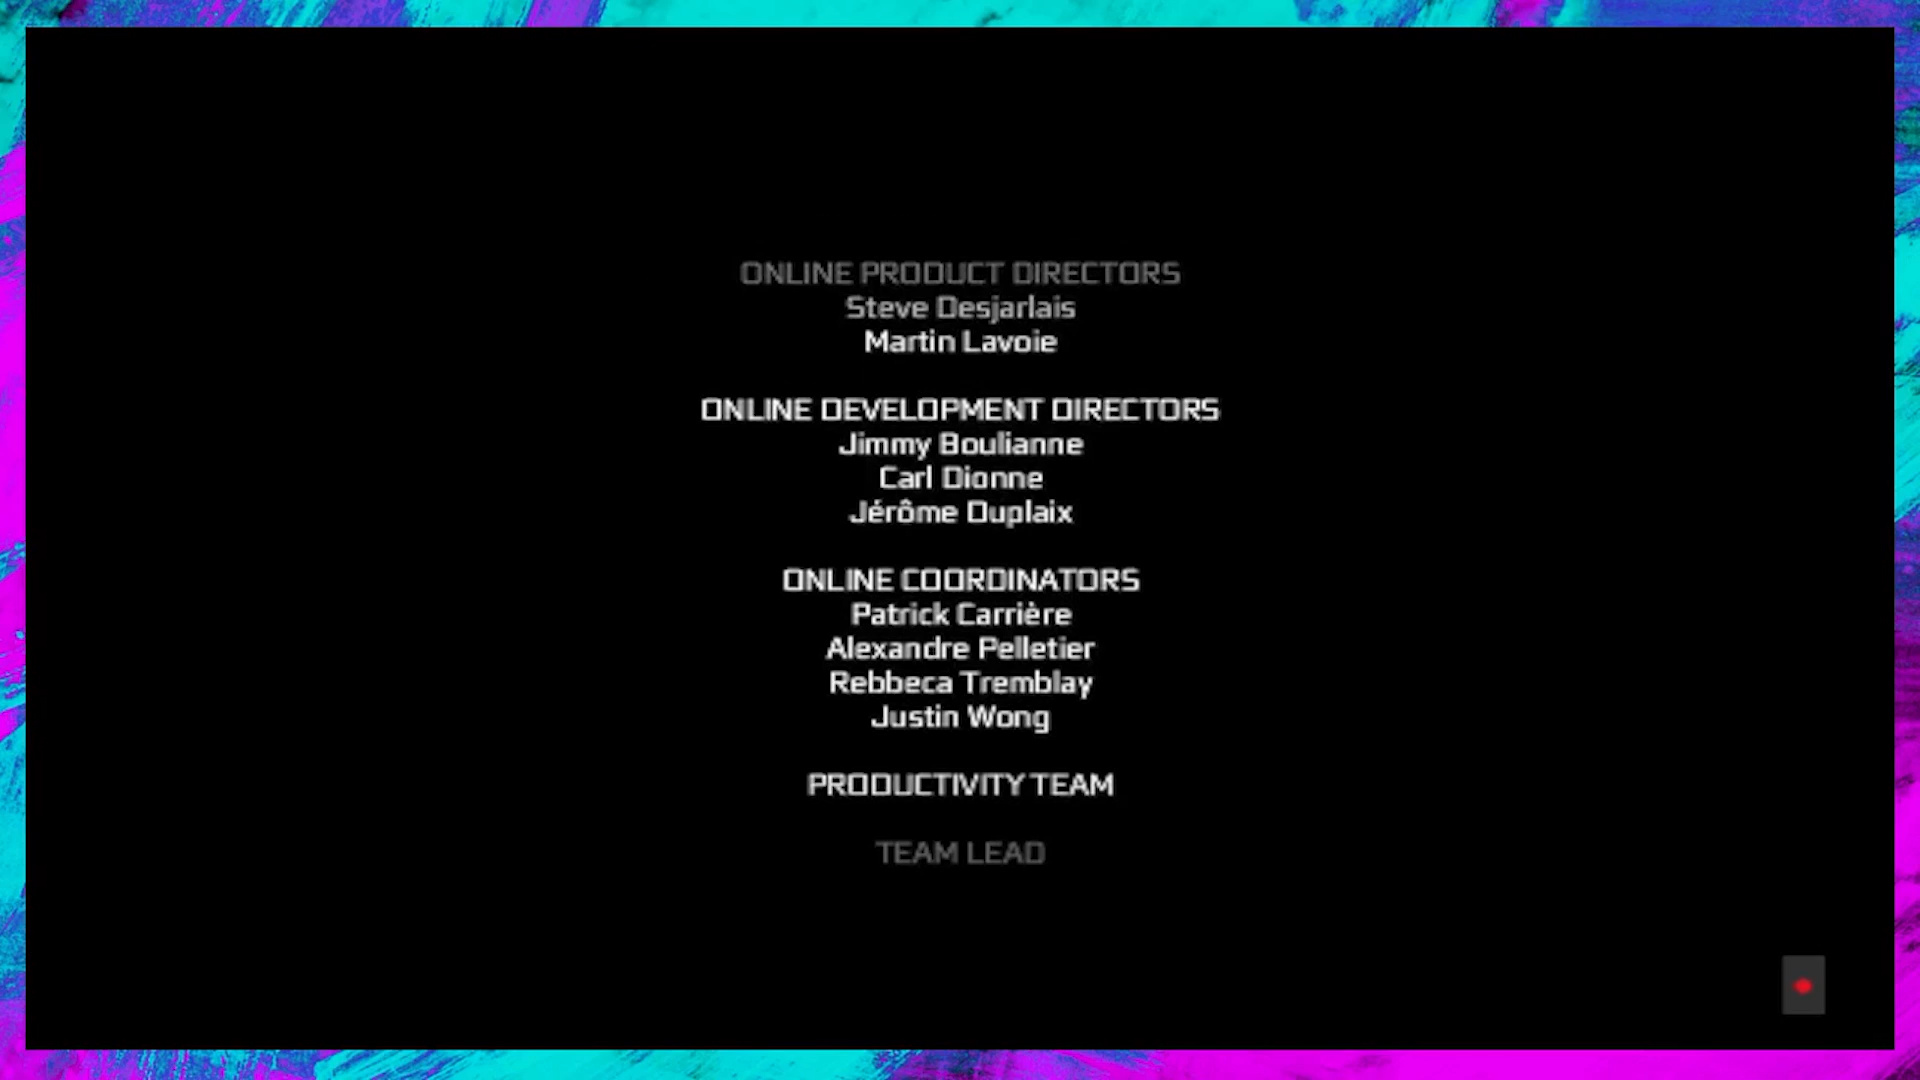 ONLINE PRODUCT DIRECTORS
Steve Desjarlais
Martin Lavoie
ONLINE DEVELOPMENT DIRECTORS
Jimmy Boulianne
Carl Dionne
Jérôme Duplaix
ONLINE COORDINATORS
Patrick Carrière
Alexandre Pelletier
Rebbeca Tremblay
Justin Wong
PRODUCTIVITY TEAM
TEAM LEAD